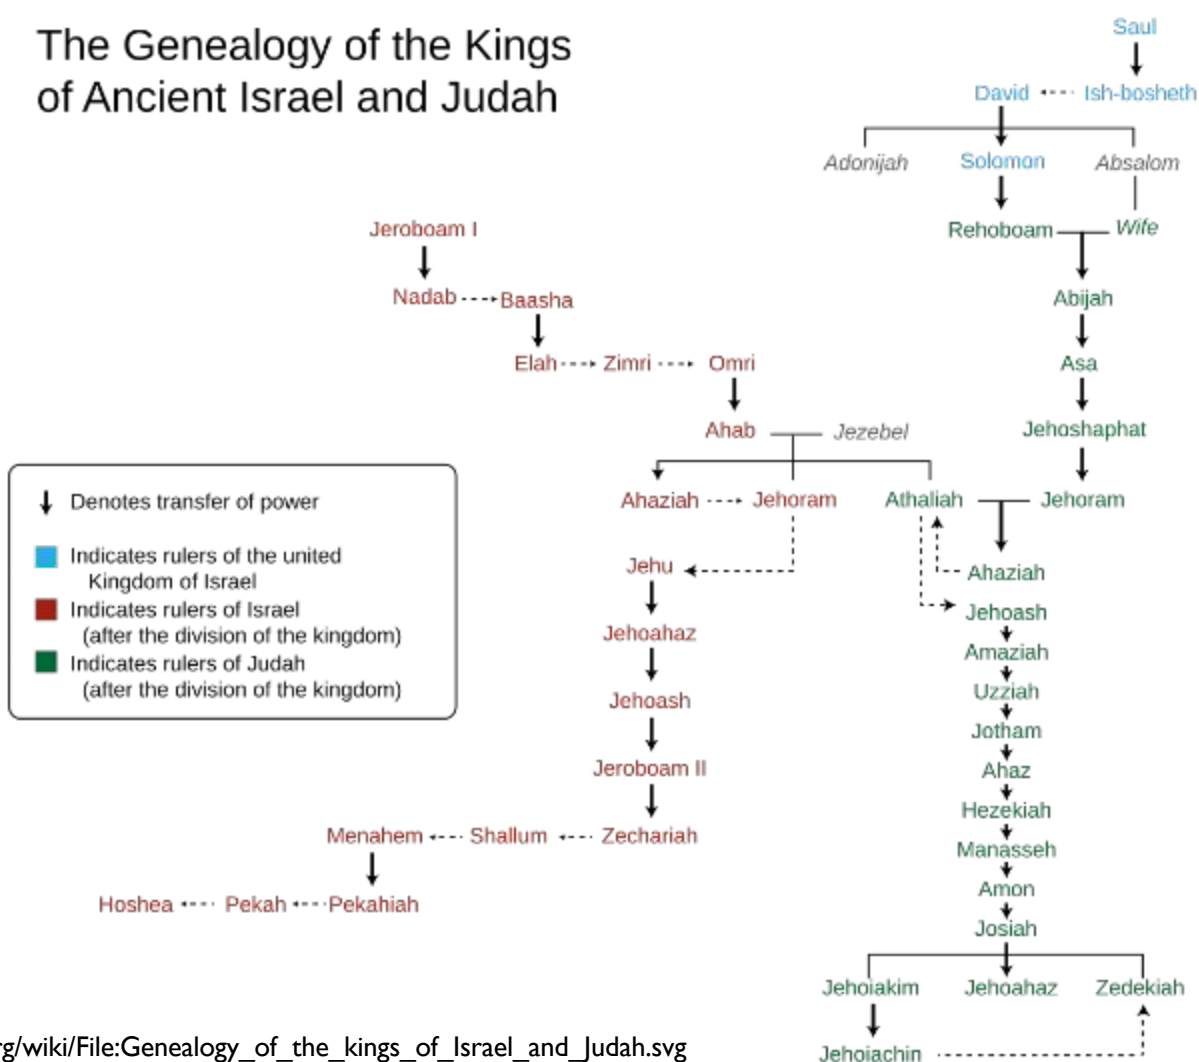 The Genealogy of the Kings
of Ancient Israel and Judah
Saul
David
Ish-bosheth
Adonijah
Solomon
Absalom
Jeroboam I
Rehoboam
Wife
Nadab
Baasha
Abijah
Elah
Zimri
Omri
Asa
Ahab
Jezebel
Jehoshaphat
Ahaziah
Jehoram
Athaliah
Jehoram
Denotes transfer of power
Indicates rulers of the united
Kingdom of Israel
Indicates rulers of Israel
(after the division of the kingdom)
Indicates rulers of Judah
(after the division of the kingdom)
Jehu
Ahaziah
Jehoash
Jehoahaz
Amaziah
Uzziah
Jehoash
Jotham
Jeroboam II
Ahaz
Hezekiah
Menahem
Shallum
Zechariah
Manasseh
Amon
Hoshea
Pekah
Pekahiah
Josiah
Jehoiakim
Jehoahaz
Zedekiah
Jehoiachin
rg/wiki/File:Genealogy_of_the_kings_of_Israel_and_Judah.svg